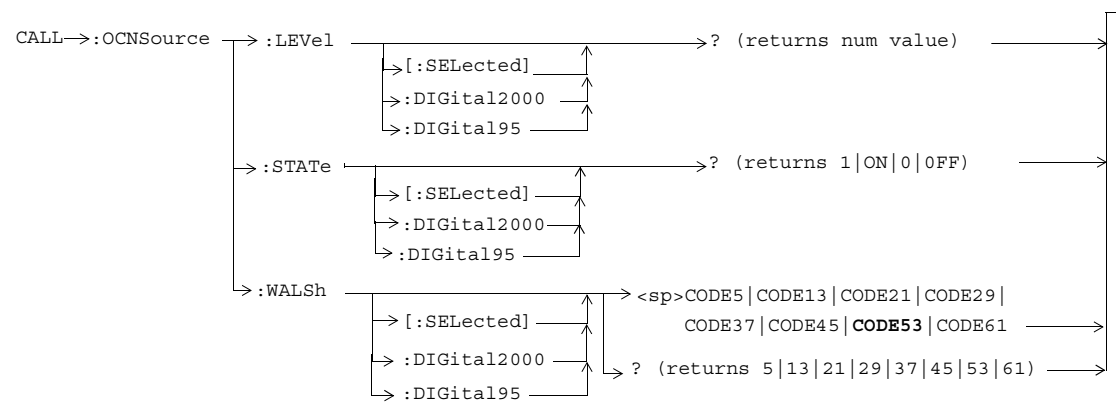 CALL :OCNSource :LEVel ? (returns num value)
[:SELected]
:DIGital2000
:DIGital95
:STATe ? (returns 1|ON|0|0FF)
[:SELected]
:DIGital2000
:DIGital95
:WALSh <sp>CODE5|CODE13|CODE21|CODE29|
[:SELected] CODE37|CODE45|CODE53|CODE61
:DIGital2000 ? (returns 5|13|21|29|37|45|53|61)
:DIGital95